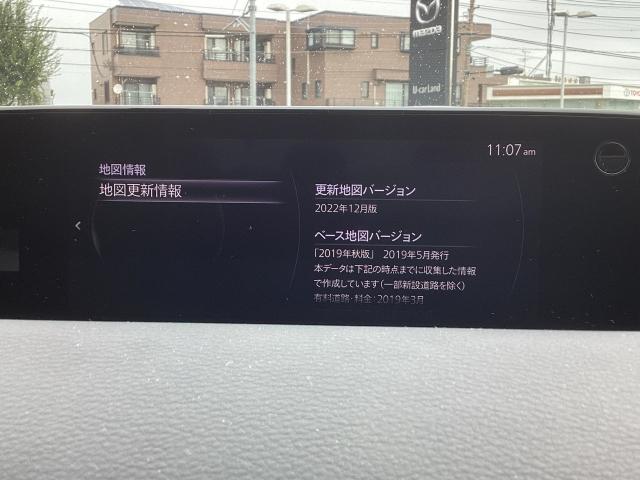 mazda
U-carLand
TOYO
11:07am
地図情報
地図更新情報
更新地図バージョン
2022年12月版
ベース地図バージョン
「2019年秋版」 2019年5月発行
本データは下記の時点までに収集した情報
で作成しています(一部新設道路を除く)
有料道路・料金:2019年3月